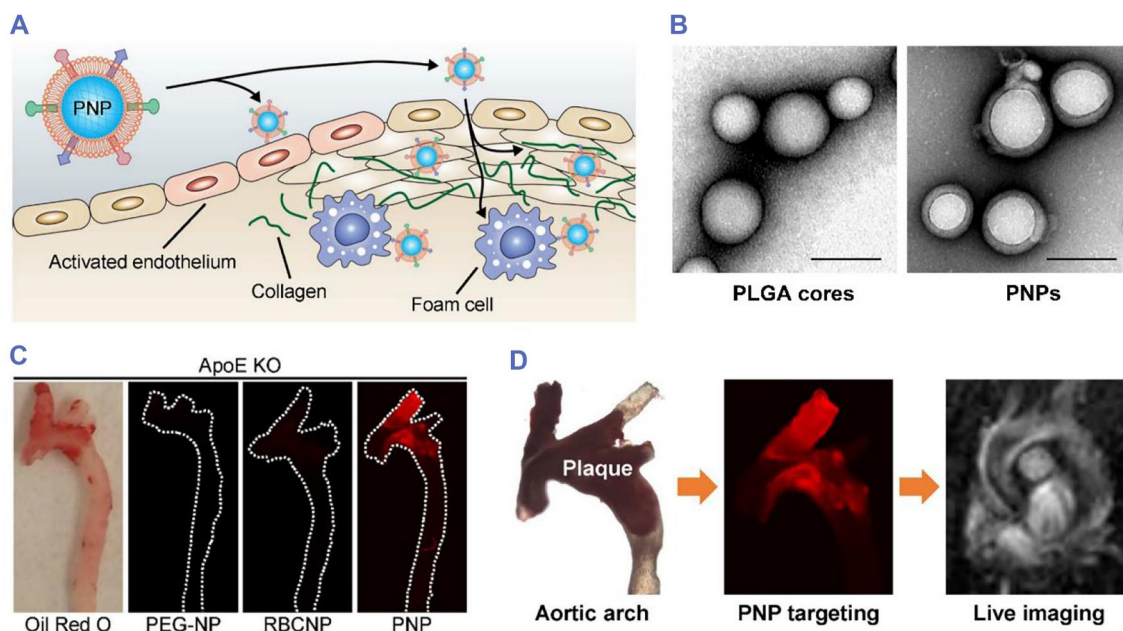 A
PNP
Activated endothelium
Collagen
Foam cell
B
PLGA cores
PNPs
C
ApoE KO
Oil Red O
PEG-NP
RBCNP
PNP
D
Plaque
Aortic arch
PNP targeting
Live imaging